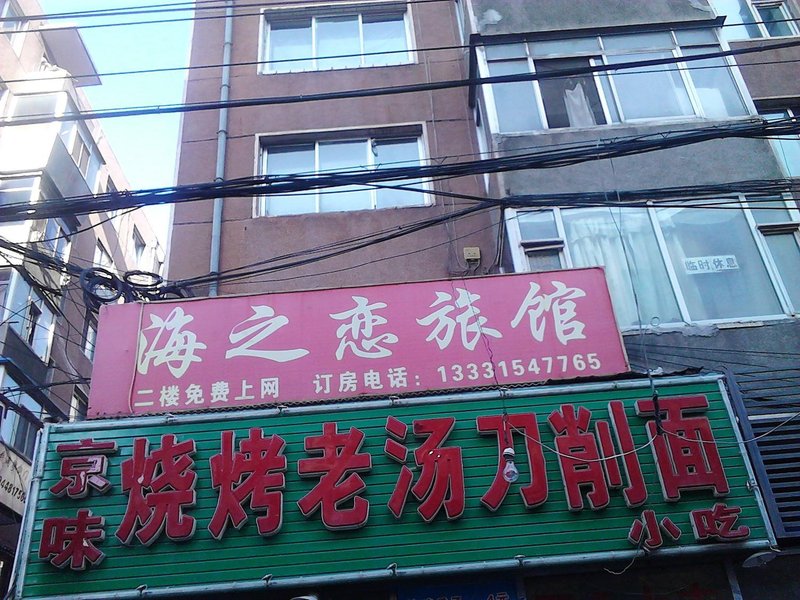 临时休息
海之恋旅馆
二楼免费上网 订房电话：13331547765
京味 烧烤老汤刀削面 小吃